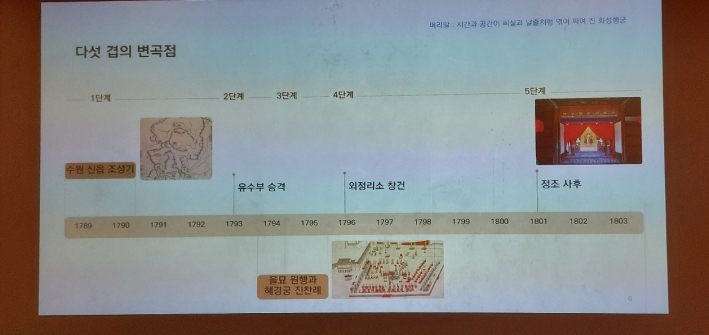 머리말 : 시간과 공간이 씨실과 날줄처럼 엮여 짜여 진 화성행궁
다섯 겹의 변곡점
1단계 2단계 3단계 4단계 5단계
수원 신읍 조성기
유수부 승격 외정리소 창건 정조 사후
1789 1790 1791 1792 1793 1794 1795 1796 1797 1798 1799 1800 1801 1802 1803
을묘 원행과
혜경궁 진찬례
6